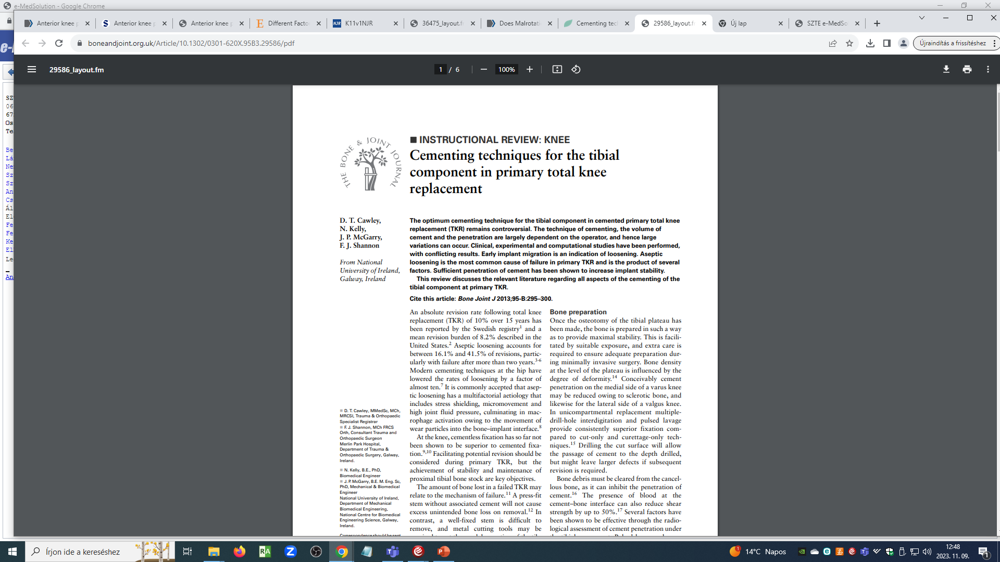 e-MedSolution - Google Chrome
Anterior knee p
Anterior knee p
Anterior knee p
Different Facto
K11v1NJR
36475_layout.f
Does Malrotati
Cementing tec
29586_layout.f
Új lap
SZTE e-MedSo
boneandjoint.org.uk/Article/10.1302/0301-620X.95B3.29586/pdf
Újraindítás a frissítéshez
29586_layout.fm
1 / 6
100%
SZ
06
67
Os
Te
Be
Lá
Ne
Sz
Sz
An
Cs
Ál
El
Fe
Fe
Ke
El
Le
An
THE BONE & JOINT JOURNAL
INSTRUCTIONAL REVIEW: KNEE
Cementing techniques for the tibial
component in primary total knee
replacement
D. T. Cawley,
N. Kelly,
J. P. McGarry,
F. J. Shannon
From National
University of Ireland,
Galway, Ireland
The optimum cementing technique for the tibial component in cemented primary total knee
replacement (TKR) remains controversial. The technique of cementing, the volume of
cement and the penetration are largely dependent on the operator, and hence large
variations can occur. Clinical, experimental and computational studies have been performed,
with conflicting results. Early implant migration is an indication of loosening. Aseptic
loosening is the most common cause of failure in primary TKR and is the product of several
factors. Sufficient penetration of cement has been shown to increase implant stability.
This review discusses the relevant literature regarding all aspects of the cementing of the
tibial component at primary TKR.
Cite this article: Bone Joint J 2013;95-B:295–300.
An absolute revision rate following total knee
replacement (TKR) of 10% over 15 years has
been reported by the Swedish registry1 and a
mean revision burden of 8.2% described in the
United States.2 Aseptic loosening accounts for
between 16.1% and 41.5% of revisions, partic-
ularly with failure after more than two years.3-6
Modern cementing techniques at the hip have
lowered the rates of loosening by a factor of
almost ten.7 It is commonly accepted that asep-
tic loosening has a multifactorial aetiology that
includes stress shielding, micromovement and
high joint fluid pressure, culminating in mac-
rophage activation owing to the movement of
wear particles into the bone–implant interface.8
At the knee, cementless fixation has so far not
been shown to be superior to cemented fixa-
tion.9,10 Facilitating potential revision should be
considered during primary TKR, but the
achievement of stability and maintenance of
proximal tibial bone stock are key objectives.
The amount of bone lost in a failed TKR may
relate to the mechanism of failure.11 A press-fit
stem without associated cement will not cause
excess unintended bone loss on removal.12 In
contrast, a well-fixed stem is difficult to
remove, and metal cutting tools may be
Bone preparation
Once the osteotomy of the tibial plateau has
been made, the bone is prepared in such a way
as to provide maximal stability. This is facili-
tated by suitable exposure, and extra care is
required to ensure adequate preparation dur-
ing minimally invasive surgery. Bone density
at the level of the plateau is influenced by the
degree of deformity.14 Conceivably cement
penetration on the medial side of a varus knee
may be reduced owing to sclerotic bone, and
likewise for the lateral side of a valgus knee.
In unicompartmental replacement multiple-
drill-hole interdigitation and pulsed lavage
provide consistently superior fixation com-
pared to cut-only and curettage-only tech-
niques.15 Drilling the cut surface will allow
the passage of cement to the depth drilled,
but might leave larger defects if subsequent
revision is required.
Bone debris must be cleared from the cancel-
lous bone, as it can inhibit the penetration of
cement.16 The presence of blood at the
cement–bone interface can also reduce shear
strength by up to 50%.17 Several factors have
been shown to be effective through the radio-
logical assessment of cement penetration under
D. T. Cawley, MMedSc, MCh,
MRCSI, Trauma & Orthopaedic
Specialist Registrar
F. J. Shannon, MCh FRCS
Orth, Consultant Trauma and
Orthopaedic Surgeon
Merlin Park Hospital,
Department of Trauma &
Orthopaedic Surgery, Galway,
Ireland.
N. Kelly, B.E., PhD,
Biomedical Engineer
J. P. McGarry, B.E. M. Eng. Sc,
PhD, Mechanical & Biomedical
Engineer
National University of Ireland,
Department of Mechanical
Biomedical Engineering,
National Centre for Biomedical
Engineering Science, Galway,
Ireland.
Correspondence should be sent
Írjon ide a kereséshez
14°C Napos
12:48
2023. 11. 09.